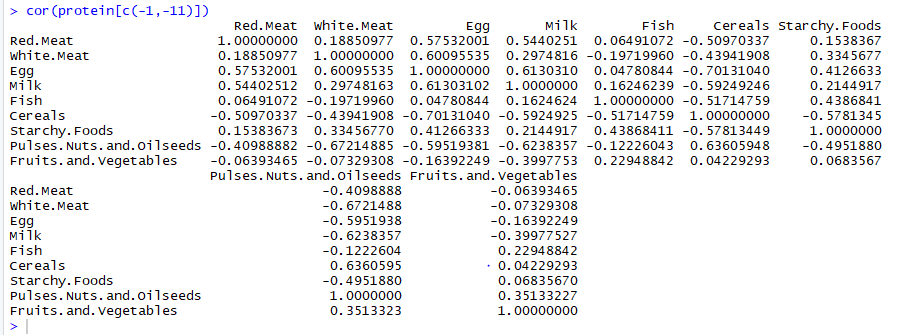 > cor(protein[c(-1,-11)])
Red.Meat White.Meat Egg Milk Fish Cereals Starchy.Foods
Red.Meat 1.00000000 0.18850977 0.57532001 0.5440251 0.06491072 -0.50970337 0.1538367
White.Meat 0.18850977 1.00000000 0.60095535 0.2974816 -0.19719960 -0.43941908 0.3345677
Egg 0.57532001 0.60095535 1.00000000 0.6130310 0.04780844 -0.70131040 0.4126633
Milk 0.54402512 0.29748163 0.61303102 1.0000000 0.16246239 -0.59249246 0.2144917
Fish 0.06491072 -0.19719960 0.04780844 0.1624624 1.00000000 -0.51714759 0.4386841
Cereals -0.50970337 -0.43941908 -0.70131040 -0.5924925 -0.51714759 1.00000000 -0.5781345
Starchy.Foods 0.15383673 0.33456770 0.41266333 0.2144917 0.43868411 -0.57813449 1.0000000
Pulses.Nuts.and.Oilseeds -0.40988882 -0.67214885 -0.59519381 -0.6238357 -0.12226043 0.63605948 -0.4951880
Fruits.and.Vegetables -0.06393465 -0.07329308 -0.16392249 -0.3997753 0.22948842 0.04229293 0.0683567
Pulses.Nuts.and.Oilseeds Fruits.and.Vegetables
Red.Meat -0.4098888 -0.06393465
White.Meat -0.6721488 -0.07329308
Egg -0.5951938 -0.16392249
Milk -0.6238357 -0.39977527
Fish -0.1222604 0.22948842
Cereals 0.6360595 0.04229293
Starchy.Foods -0.4951880 0.06835670
Pulses.Nuts.and.Oilseeds 1.0000000 0.35133227
Fruits.and.Vegetables 0.3513323 1.00000000
>